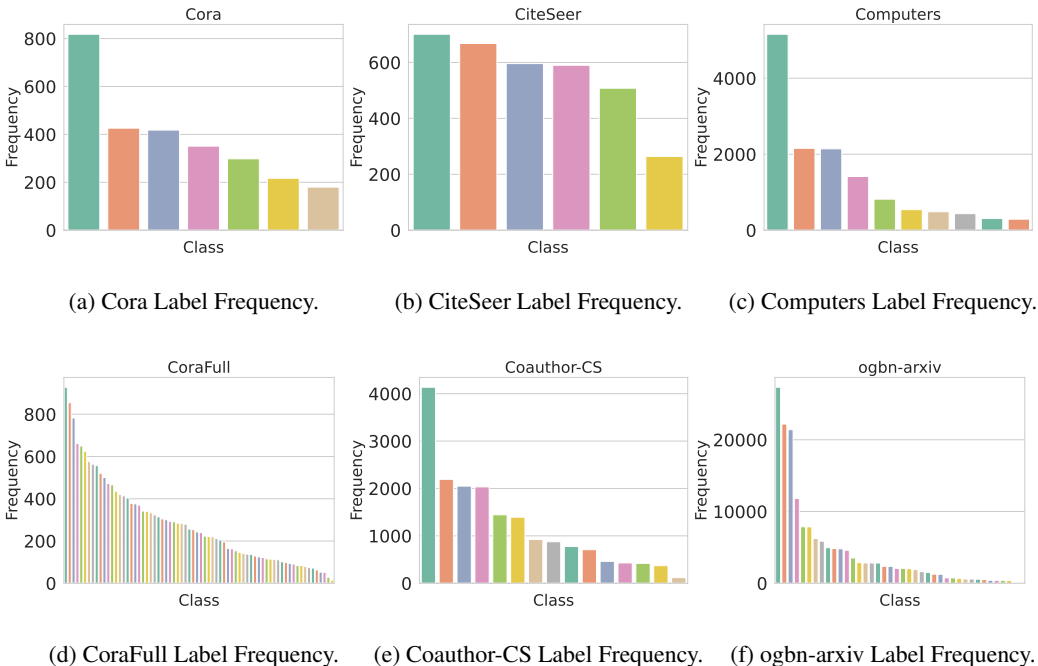 Cora
CiteSeer
Computers
Frequency
800
600
400
200
0
Class
Frequency
600
400
200
0
Class
Frequency
4000
2000
0
Class
(a) Cora Label Frequency.
(b) CiteSeer Label Frequency.
(c) Computers Label Frequency.
CoraFull
Coauthor-CS
ogbn-arxiv
Frequency
800
600
400
200
0
Class
Frequency
4000
3000
2000
1000
0
Class
Frequency
20000
10000
0
Class
(d) CoraFull Label Frequency.
(e) Coauthor-CS Label Frequency.
(f) ogbn-arxiv Label Frequency.